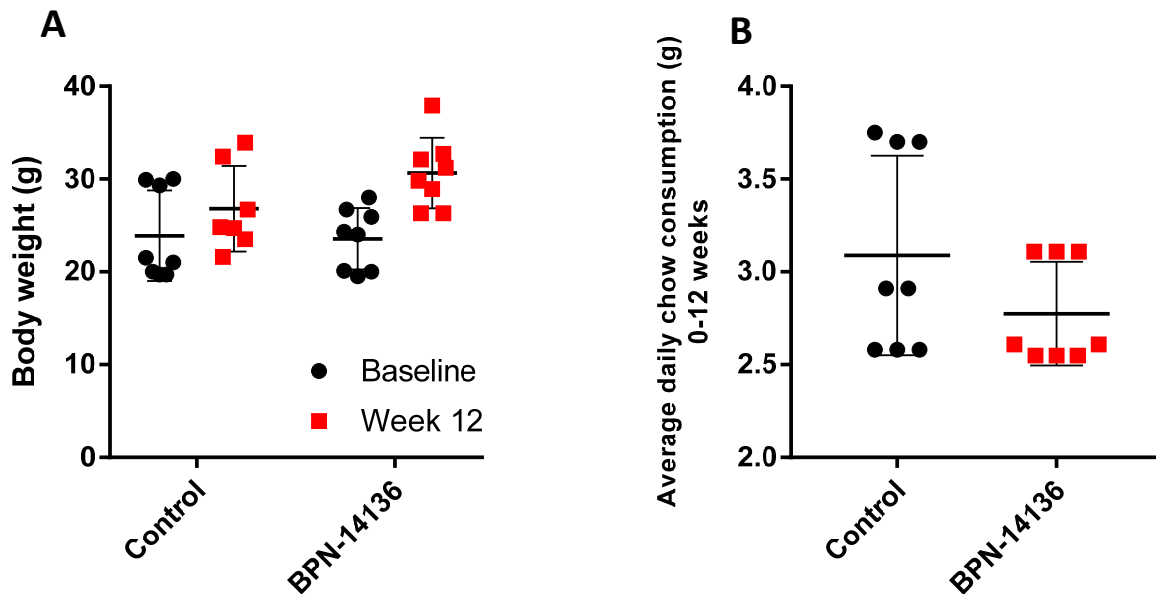 A
Body weight (g)
40
30
20
10
0
Baseline
Week 12
Control
BPN-14136
B
Average daily chow consumption (g)
0-12 weeks
4.0
3.5
3.0
2.5
2.0
Control
BPN-14136